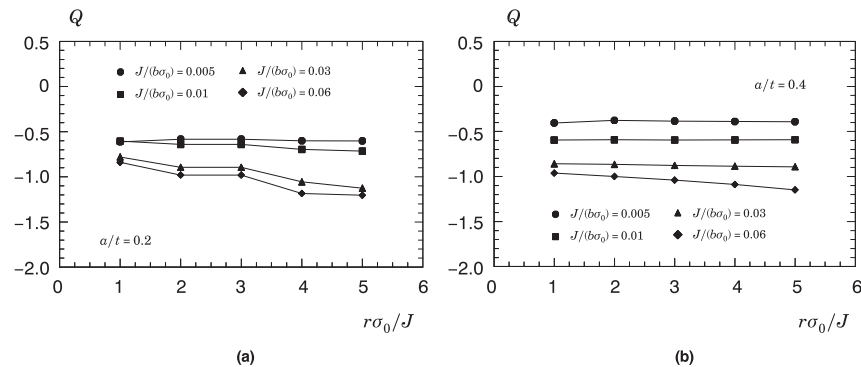 Q
0.5
0
−0.5
−1.0
−1.5
−2.0
J/(bσ₀) = 0.005
J/(bσ₀) = 0.01
J/(bσ₀) = 0.03
J/(bσ₀) = 0.06
a/t = 0.2
0 1 2 3 4 5 6
rσ₀/J
(a)
Q
0.5
0
−0.5
−1.0
−1.5
−2.0
a/t = 0.4
J/(bσ₀) = 0.005
J/(bσ₀) = 0.01
J/(bσ₀) = 0.03
J/(bσ₀) = 0.06
0 1 2 3 4 5 6
rσ₀/J
(b)